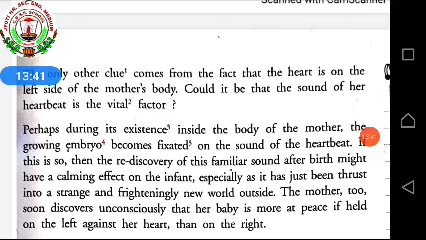 Scanned with CamScanner
13:41
only other clue¹ comes from the fact that the heart is on the
left side of the mother's body. Could it be that the sound of her
heartbeat is the vital² factor ?
Perhaps during its existence³ inside the body of the mother, the
growing embryo⁴ becomes fixated⁵ on the sound of the heartbeat. If
this is so, then the re-discovery of this familiar sound after birth might
have a calming effect on the infant, especially as it has just been thrust
into a strange and frighteningly new world outside. The mother, too,
soon discovers unconsciously that her baby is more at peace if held
on the left against her heart, than on the right.